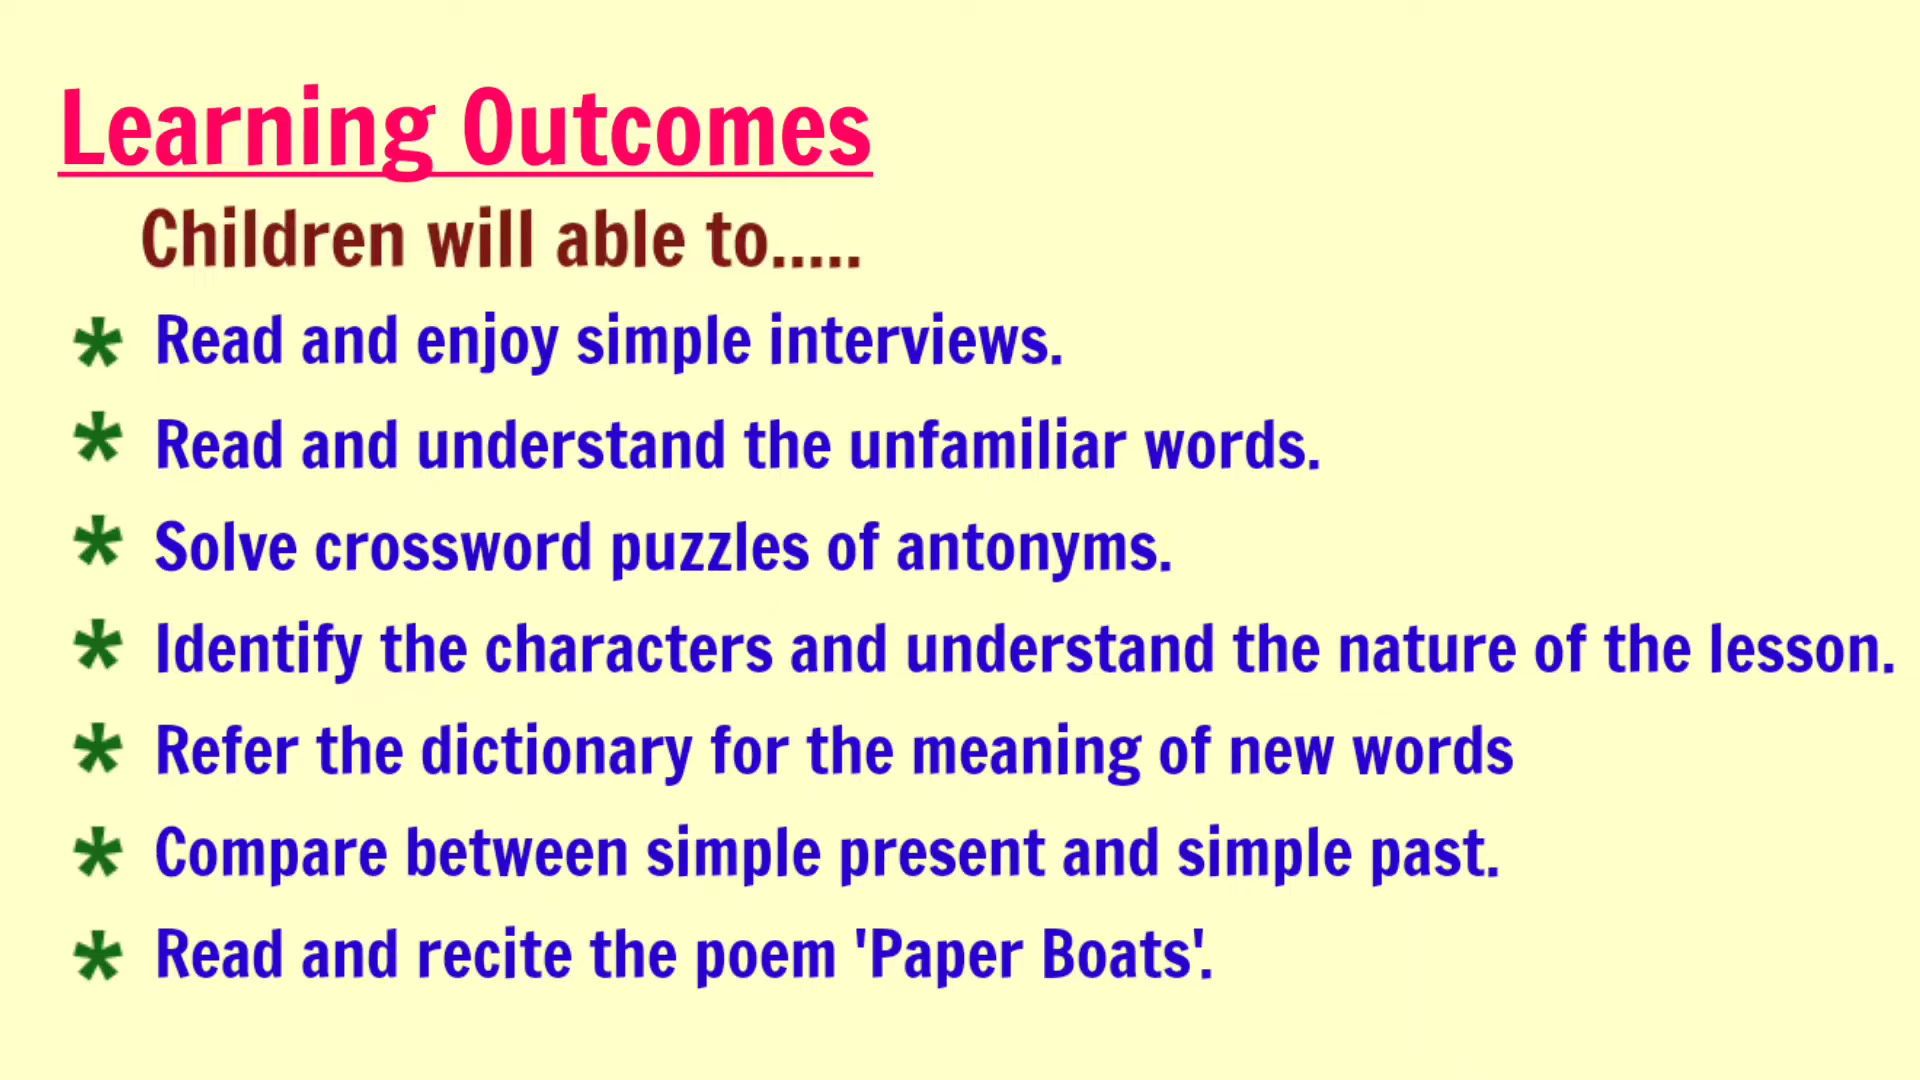 Learning Outcomes
Children will able to.....
* Read and enjoy simple interviews.
* Read and understand the unfamiliar words.
* Solve crossword puzzles of antonyms.
* Identify the characters and understand the nature of the lesson.
* Refer the dictionary for the meaning of new words
* Compare between simple present and simple past.
* Read and recite the poem 'Paper Boats'.